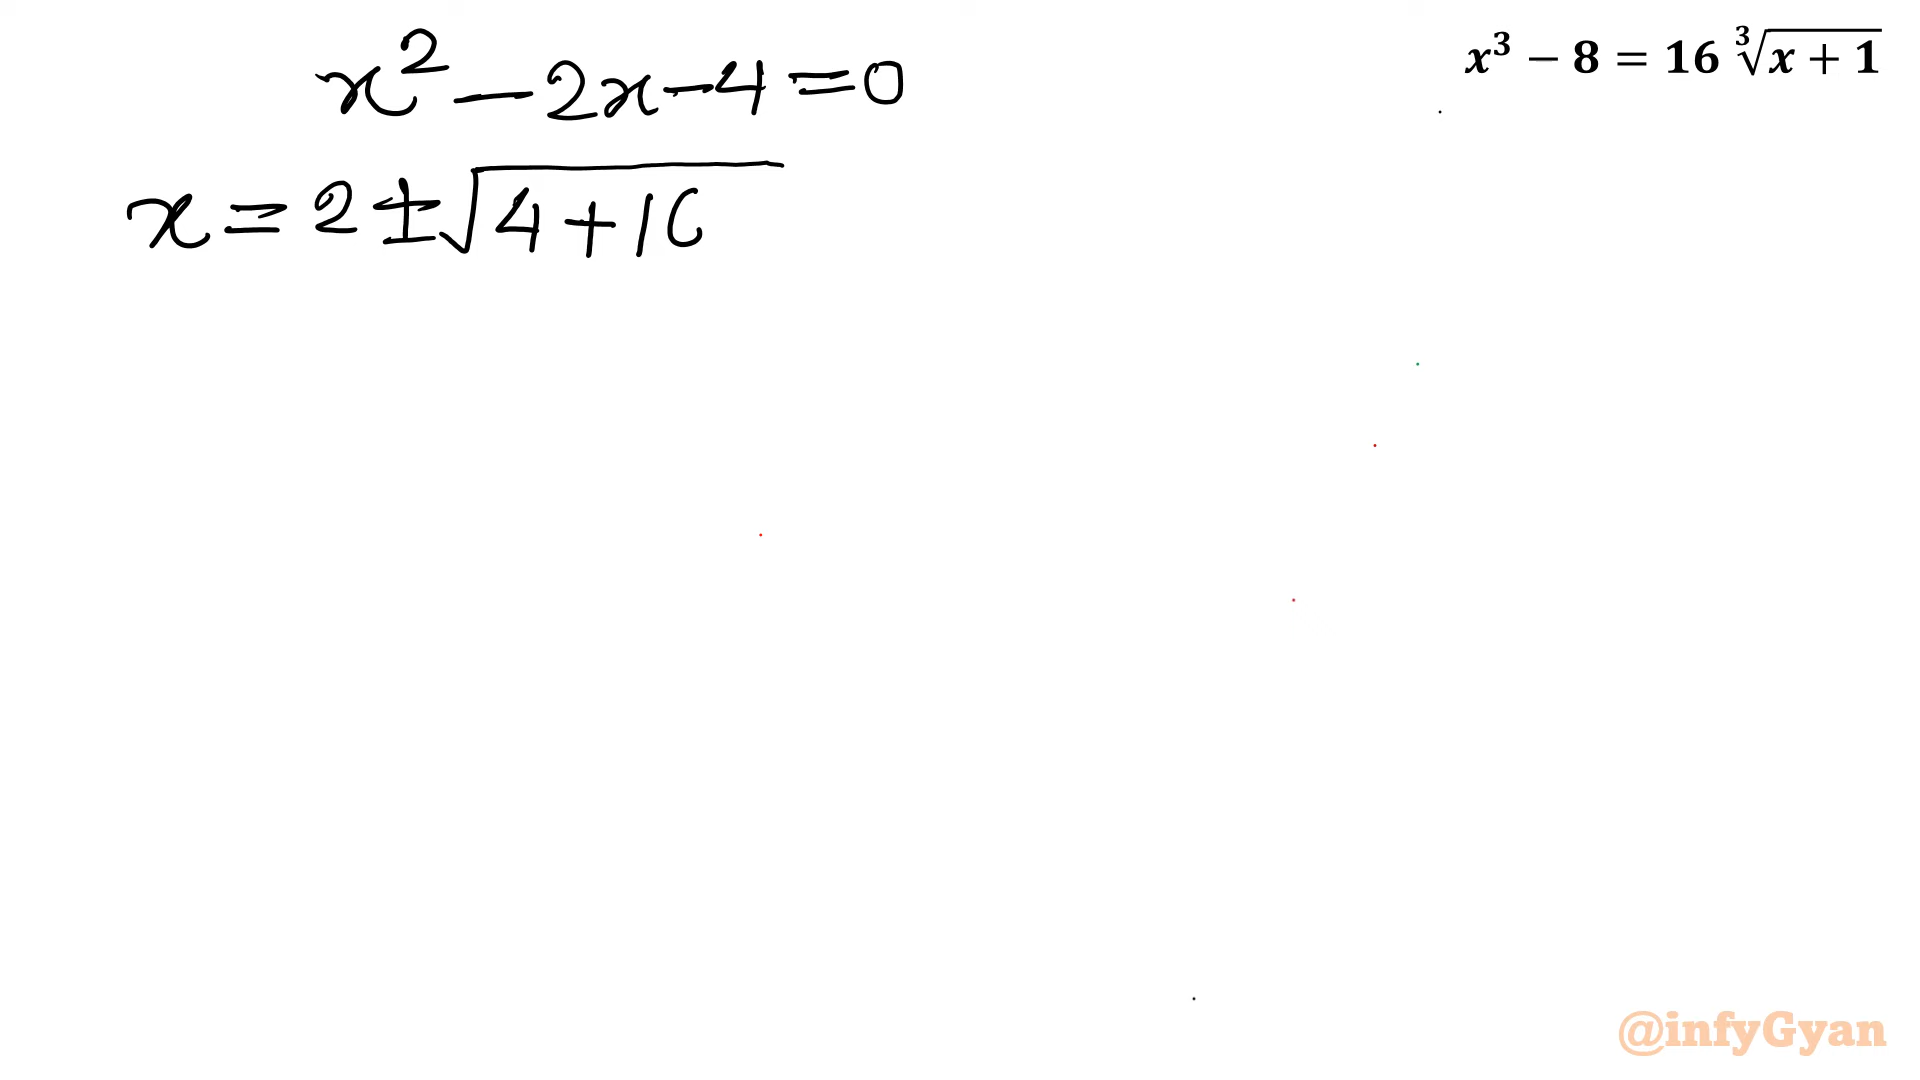 x² - 2x - 4 = 0
x³ - 8 = 16 ∛(x + 1)
x = 2 ± √(4 + 16
@infyGyan